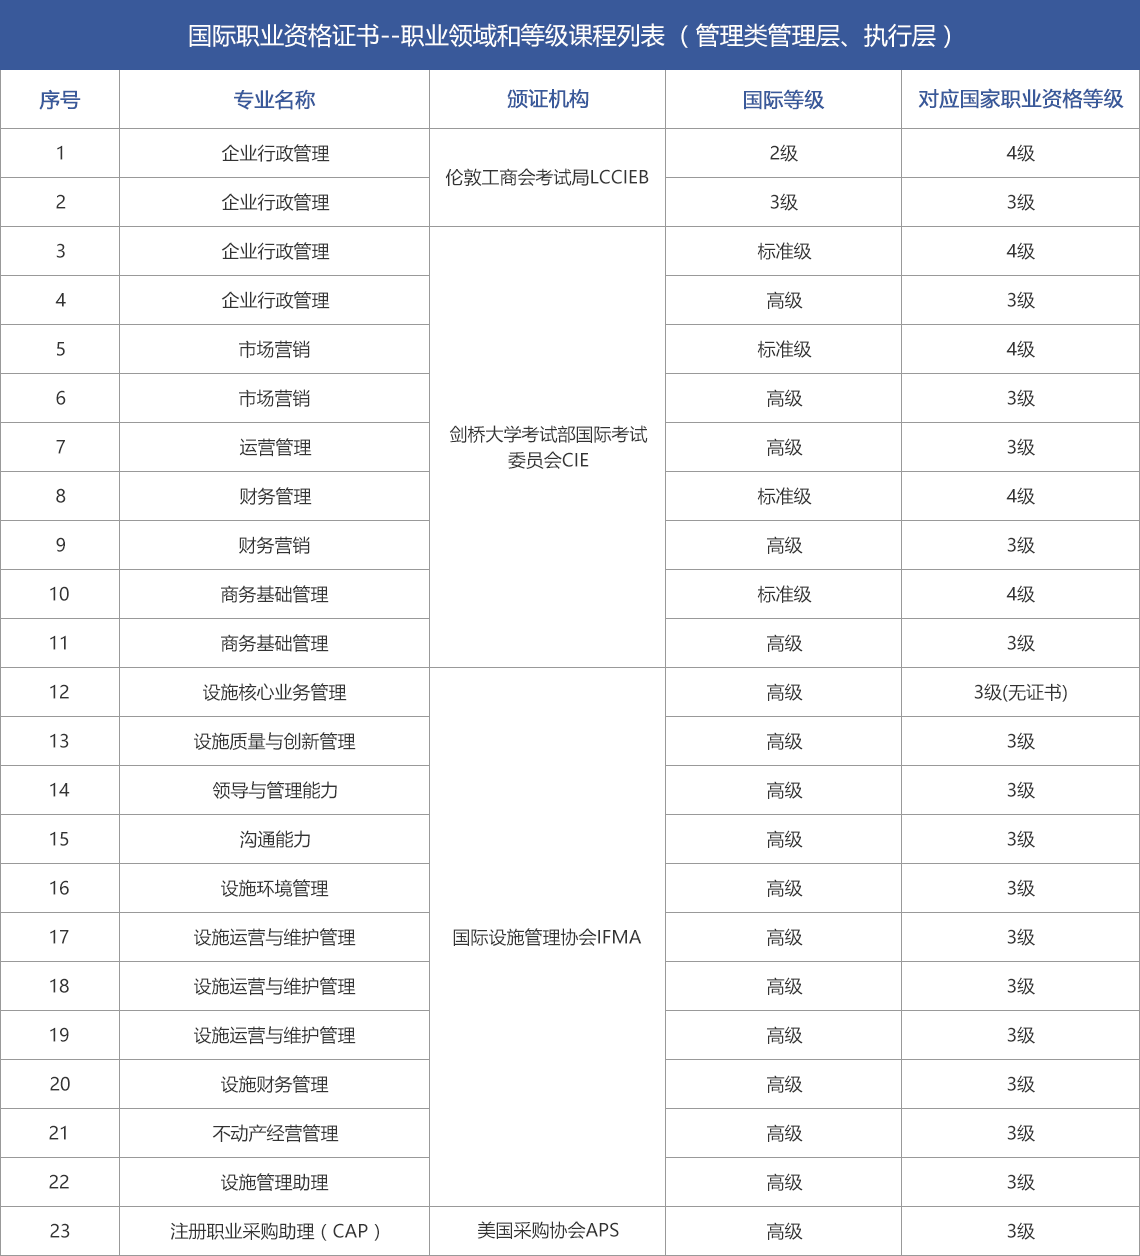 国际职业资格证书--职业领域和等级课程列表（管理类管理层、执行层）
序号 专业名称 颁证机构 国际等级 对应国家职业资格等级
1 企业行政管理 伦敦工商会考试局LCCIEB 2级 4级
2 企业行政管理 3级 3级
3 企业行政管理 标准级 4级
4 企业行政管理 高级 3级
5 市场营销 标准级 4级
6 市场营销 高级 3级
7 运营管理 剑桥大学考试部国际考试 高级 3级
委员会CIE
8 财务管理 标准级 4级
9 财务营销 高级 3级
10 商务基础管理 标准级 4级
11 商务基础管理 高级 3级
12 设施核心业务管理 高级 3级(无证书)
13 设施质量与创新管理 高级 3级
14 领导与管理能力 高级 3级
15 沟通能力 高级 3级
16 设施环境管理 高级 3级
17 设施运营与维护管理 国际设施管理协会IFMA 高级 3级
18 设施运营与维护管理 高级 3级
19 设施运营与维护管理 高级 3级
20 设施财务管理 高级 3级
21 不动产经营管理 高级 3级
22 设施管理助理 高级 3级
23 注册职业采购助理（CAP） 美国采购协会APS 高级 3级